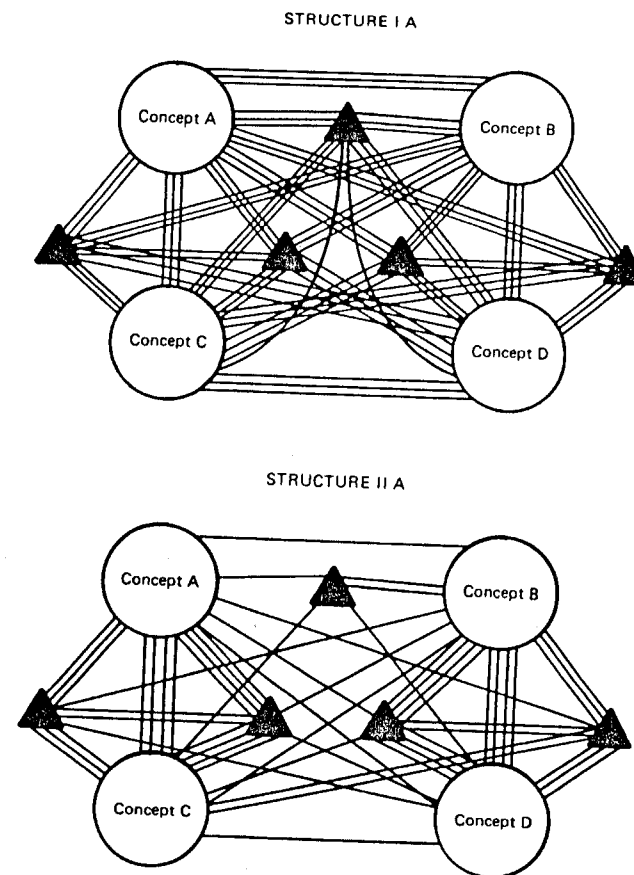 STRUCTURE I A
Concept A
Concept B
Concept C
Concept D
STRUCTURE II A
Concept A
Concept B
Concept C
Concept D